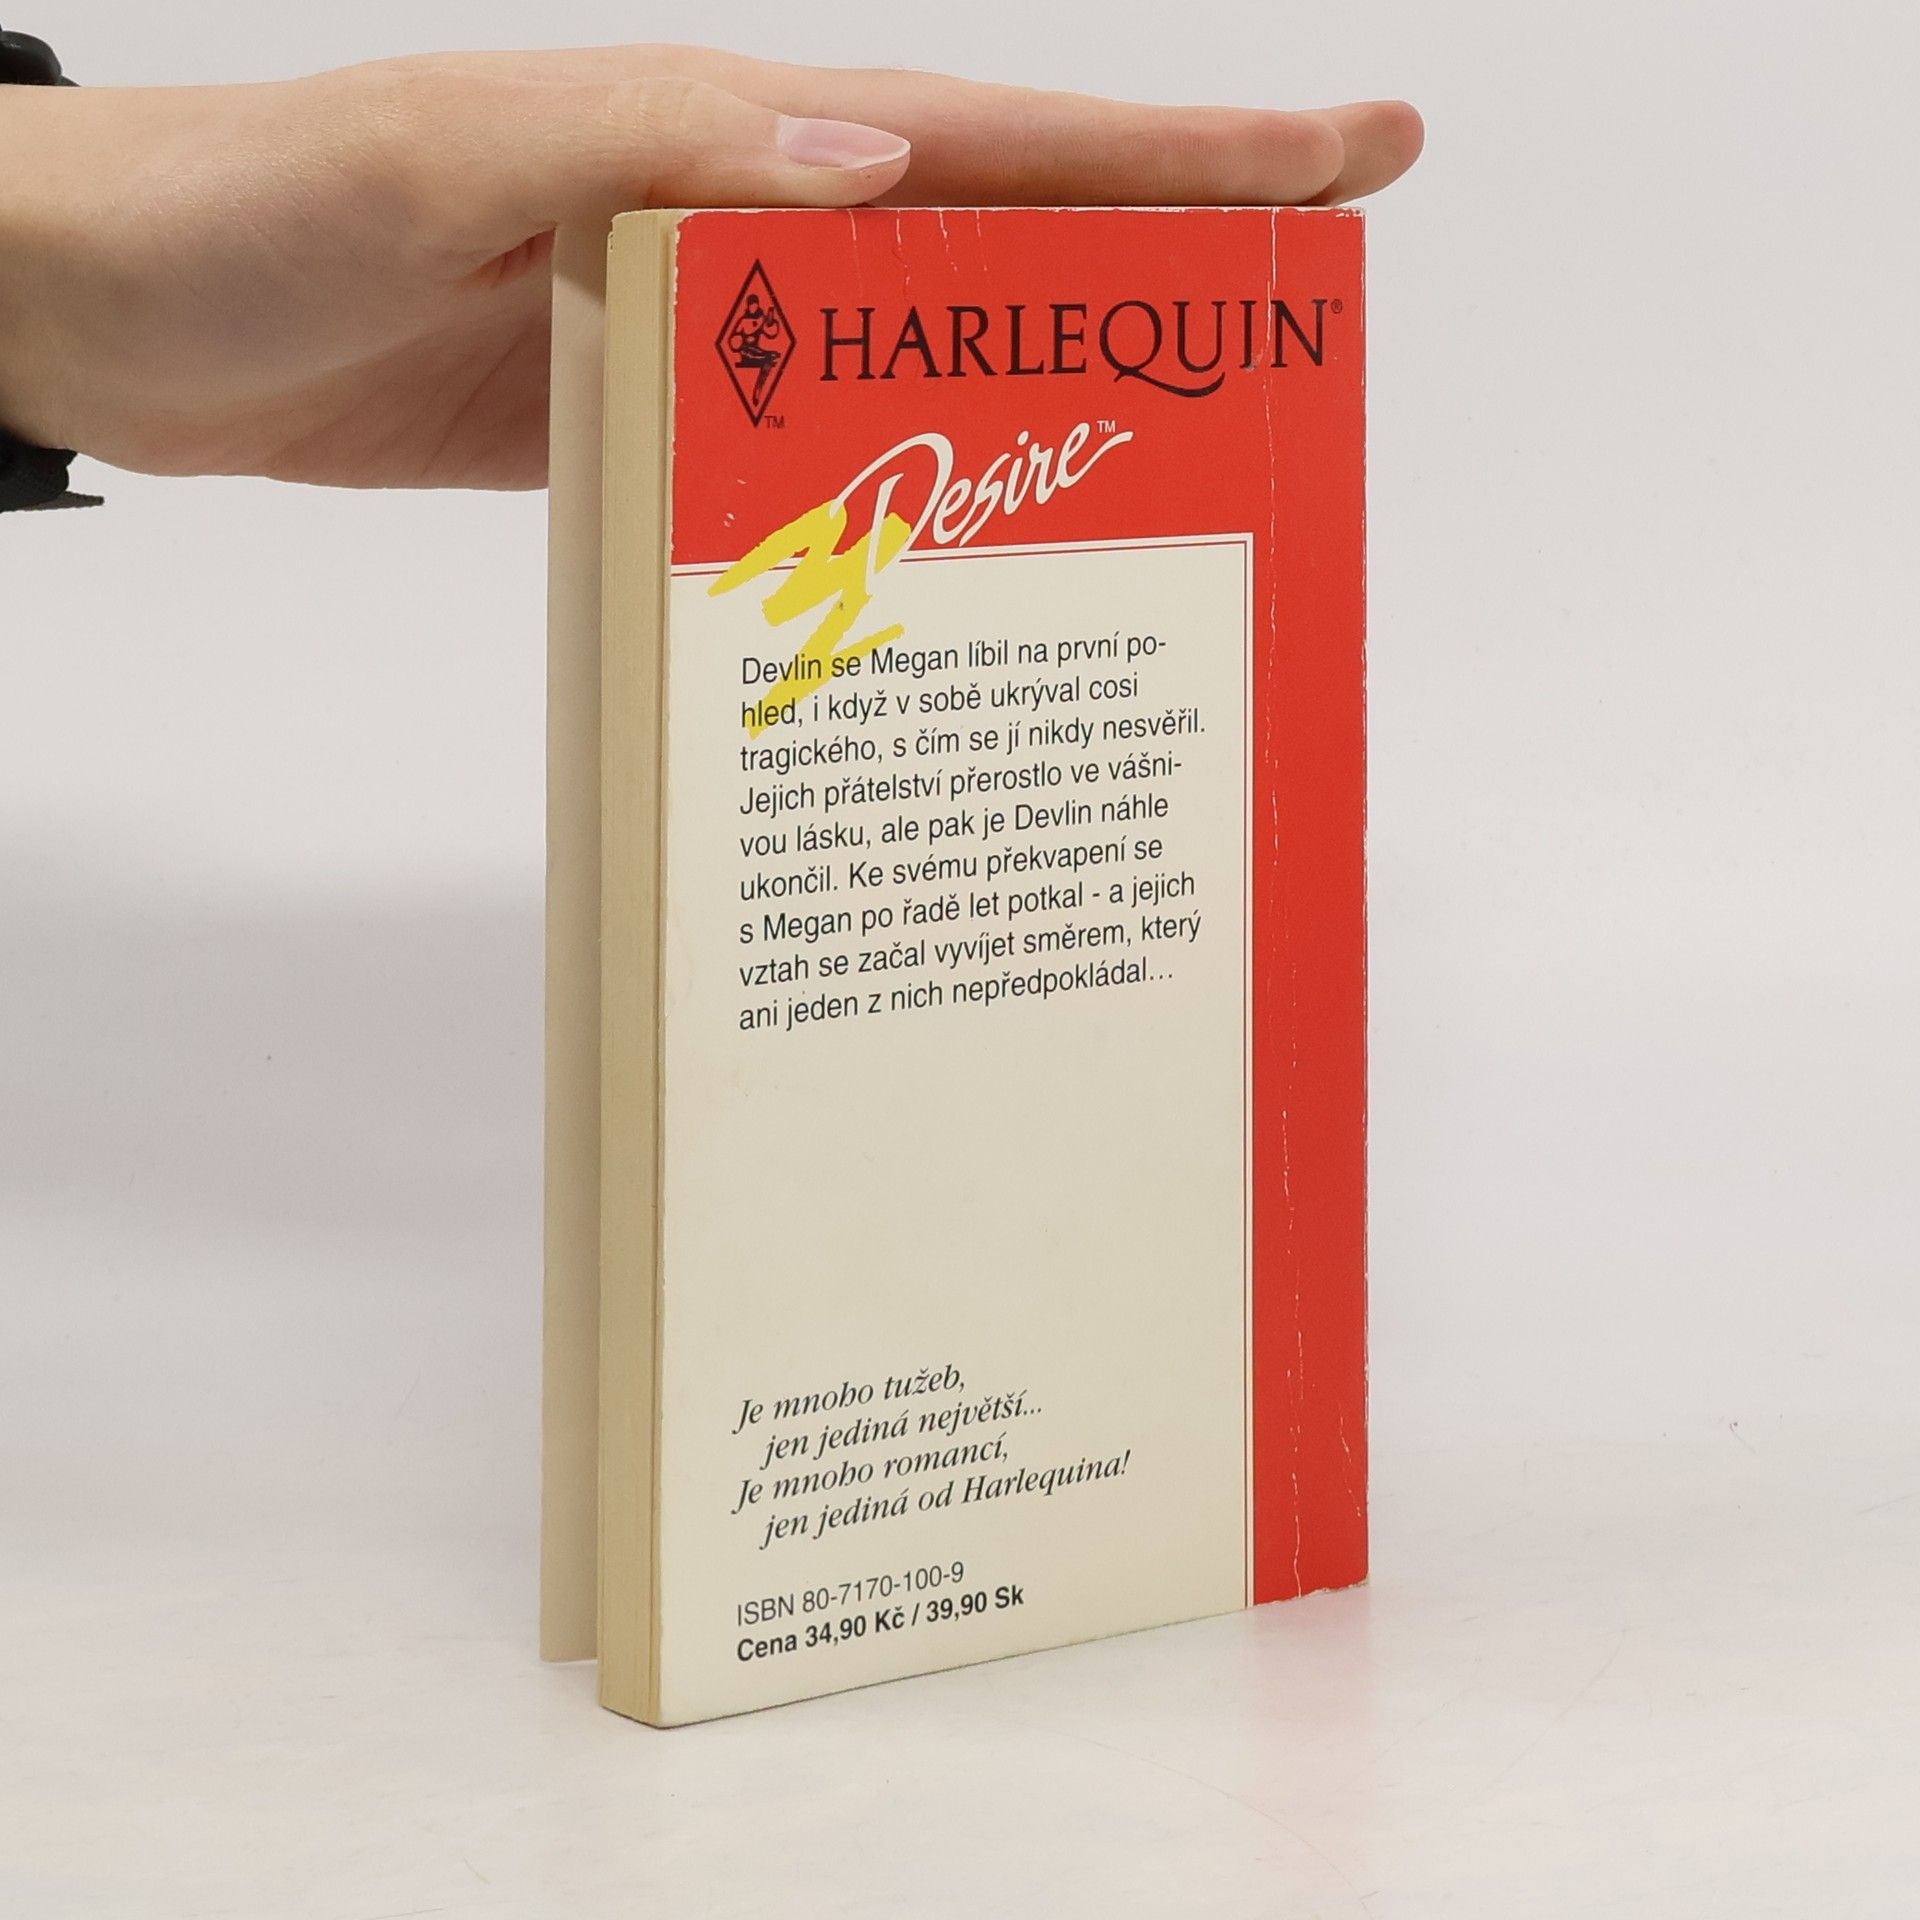 HARLEQUIN®
TM
Desire™
Devlin se Megan líbil na první po-
hled, i když v sobě ukrýval cosi
tragického, s čím se jí nikdy nesvěřil.
Jejich přátelství přerostlo ve vášni-
vou lásku, ale pak je Devlin náhle
ukončil. Ke svému překvapení se
s Megan po řadě let potkal - a jejich
vztah se začal vyvíjet směrem, který
ani jeden z nich nepředpokládal...
Je mnoho tužeb,
jen jediná největší...
Je mnoho romancí,
jen jediná od Harlequina!
ISBN 80-7170-100-9
Cena 34,90 Kč / 39,90 Sk